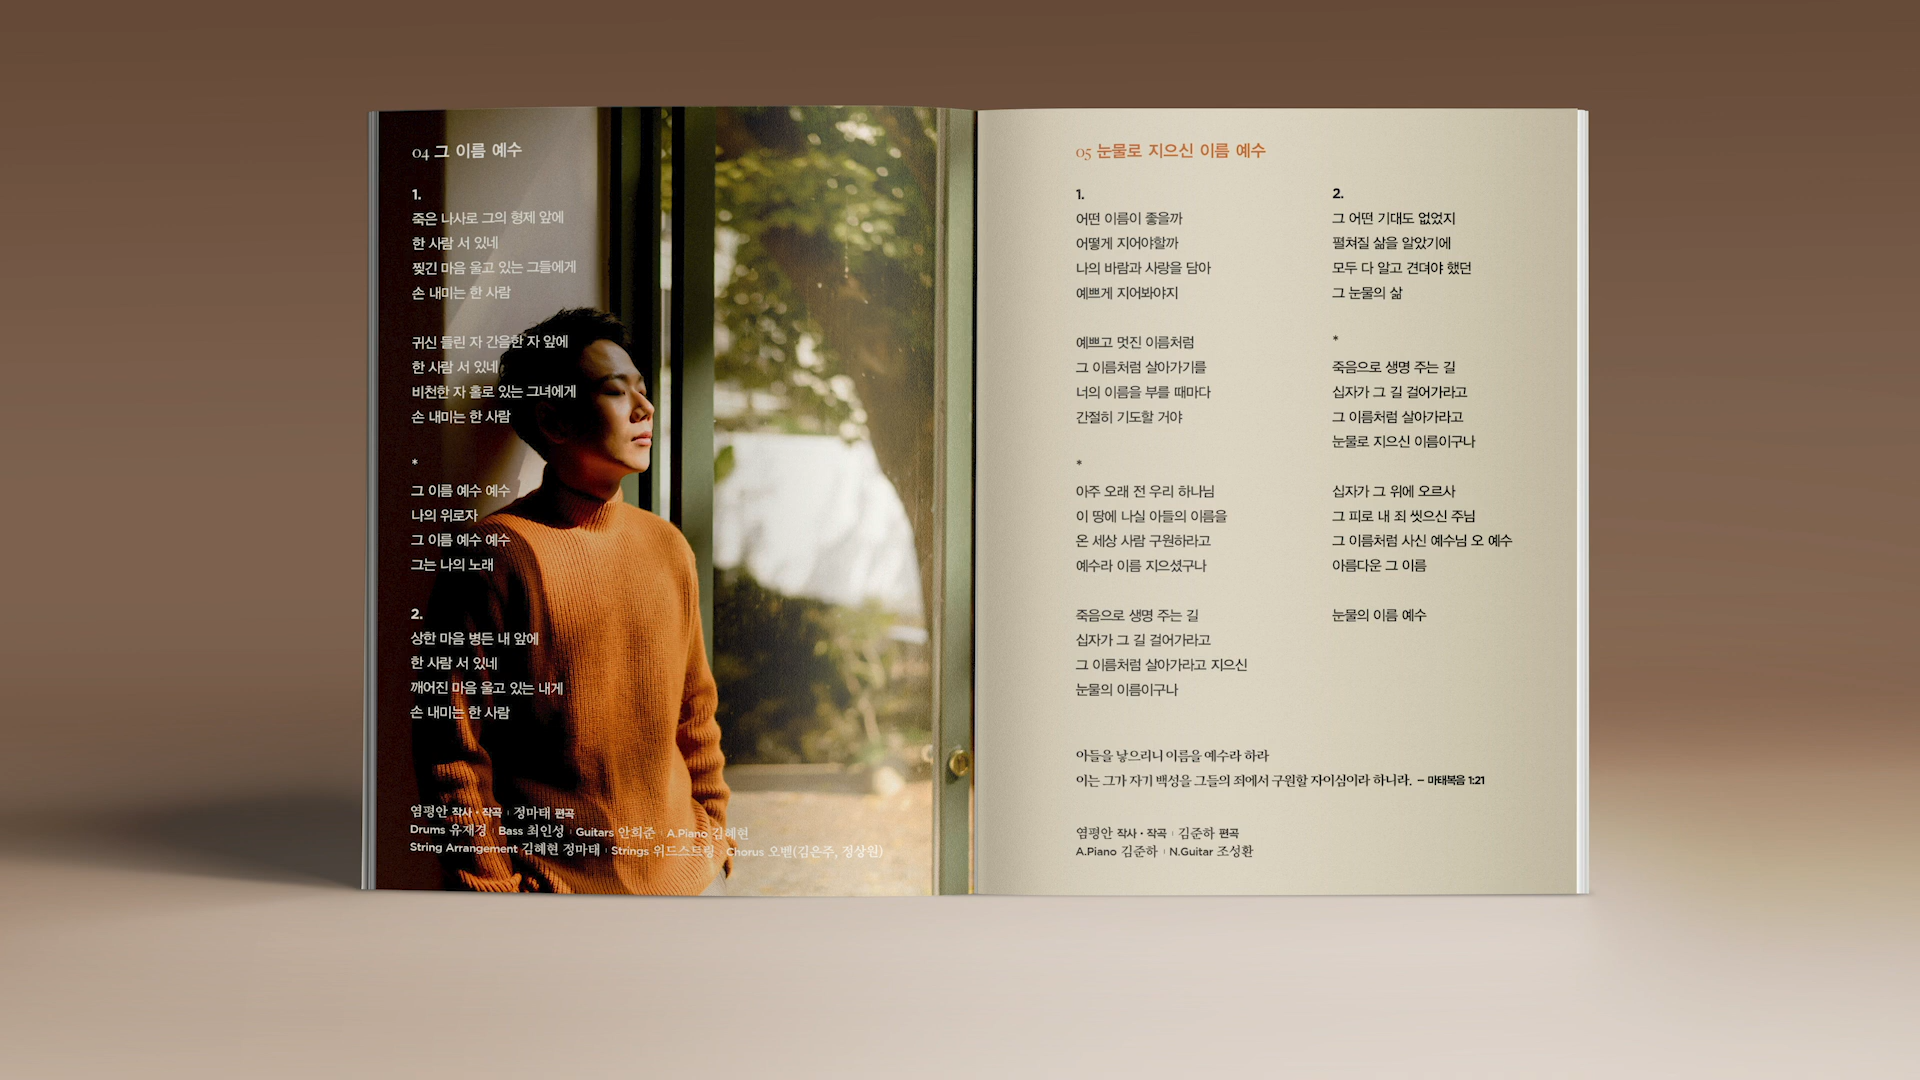 04 그 이름 예수
1.
죽은 나사로 그의 형제 앞에
한 사람 서 있네
찢긴 마음 울고 있는 그들에게
손 내미는 한 사람
귀신 들린 자 간음한 자 앞에
한 사람 서 있네
비천한 자 홀로 있는 그녀에게
손 내미는 한 사람
*
그 이름 예수 예수
나의 위로자
그 이름 예수 예수
그는 나의 노래
2.
상한 마음 병든 내 앞에
한 사람 서 있네
깨어진 마음 울고 있는 내게
손 내미는 한 사람
염평안 작사 · 작곡 | 정마태 편곡
Drums 유재경 | Bass 최인성 | Guitars 안희준 | A.Piano 김혜현
String Arrangement 김혜현 정마태 | Strings 위드스트링 | Chorus 오밸(김은주, 정상원)
05 눈물로 지으신 이름 예수
1.
어떤 이름이 좋을까
어떻게 지어야할까
나의 바람과 사랑을 담아
예쁘게 지어봐야지
예쁘고 멋진 이름처럼
그 이름처럼 살아가기를
너의 이름을 부를 때마다
간절히 기도할 거야
*
아주 오래 전 우리 하나님
이 땅에 나실 아들의 이름을
온 세상 사람 구원하라고
예수라 이름 지으셨구나
죽음으로 생명 주는 길
십자가 그 길 걸어가라고
그 이름처럼 살아가라고 지으신
눈물의 이름이구나
2.
그 어떤 기대도 없었지
펼쳐질 삶을 알았기에
모두 다 알고 견뎌야 했던
그 눈물의 삶
*
죽음으로 생명 주는 길
십자가 그 길 걸어가라고
그 이름처럼 살아가라고
눈물로 지으신 이름이구나
십자가 그 위에 오르사
그 피로 내 죄 씻으신 주님
그 이름처럼 사신 예수님 오 예수
아름다운 그 이름
눈물의 이름 예수
아들을 낳으리니 이름을 예수라 하라
이는 그가 자기 백성을 그들의 죄에서 구원할 자이심이라 하니라. – 마태복음 1:21
염평안 작사 · 작곡 | 김준하 편곡
A.Piano 김준하 | N.Guitar 조성환